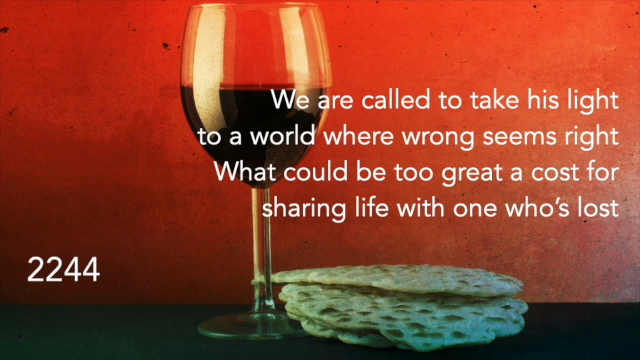 We are called to take his light
to a world where wrong seems right
What could be too great a cost for
sharing life with one who's lost
2244